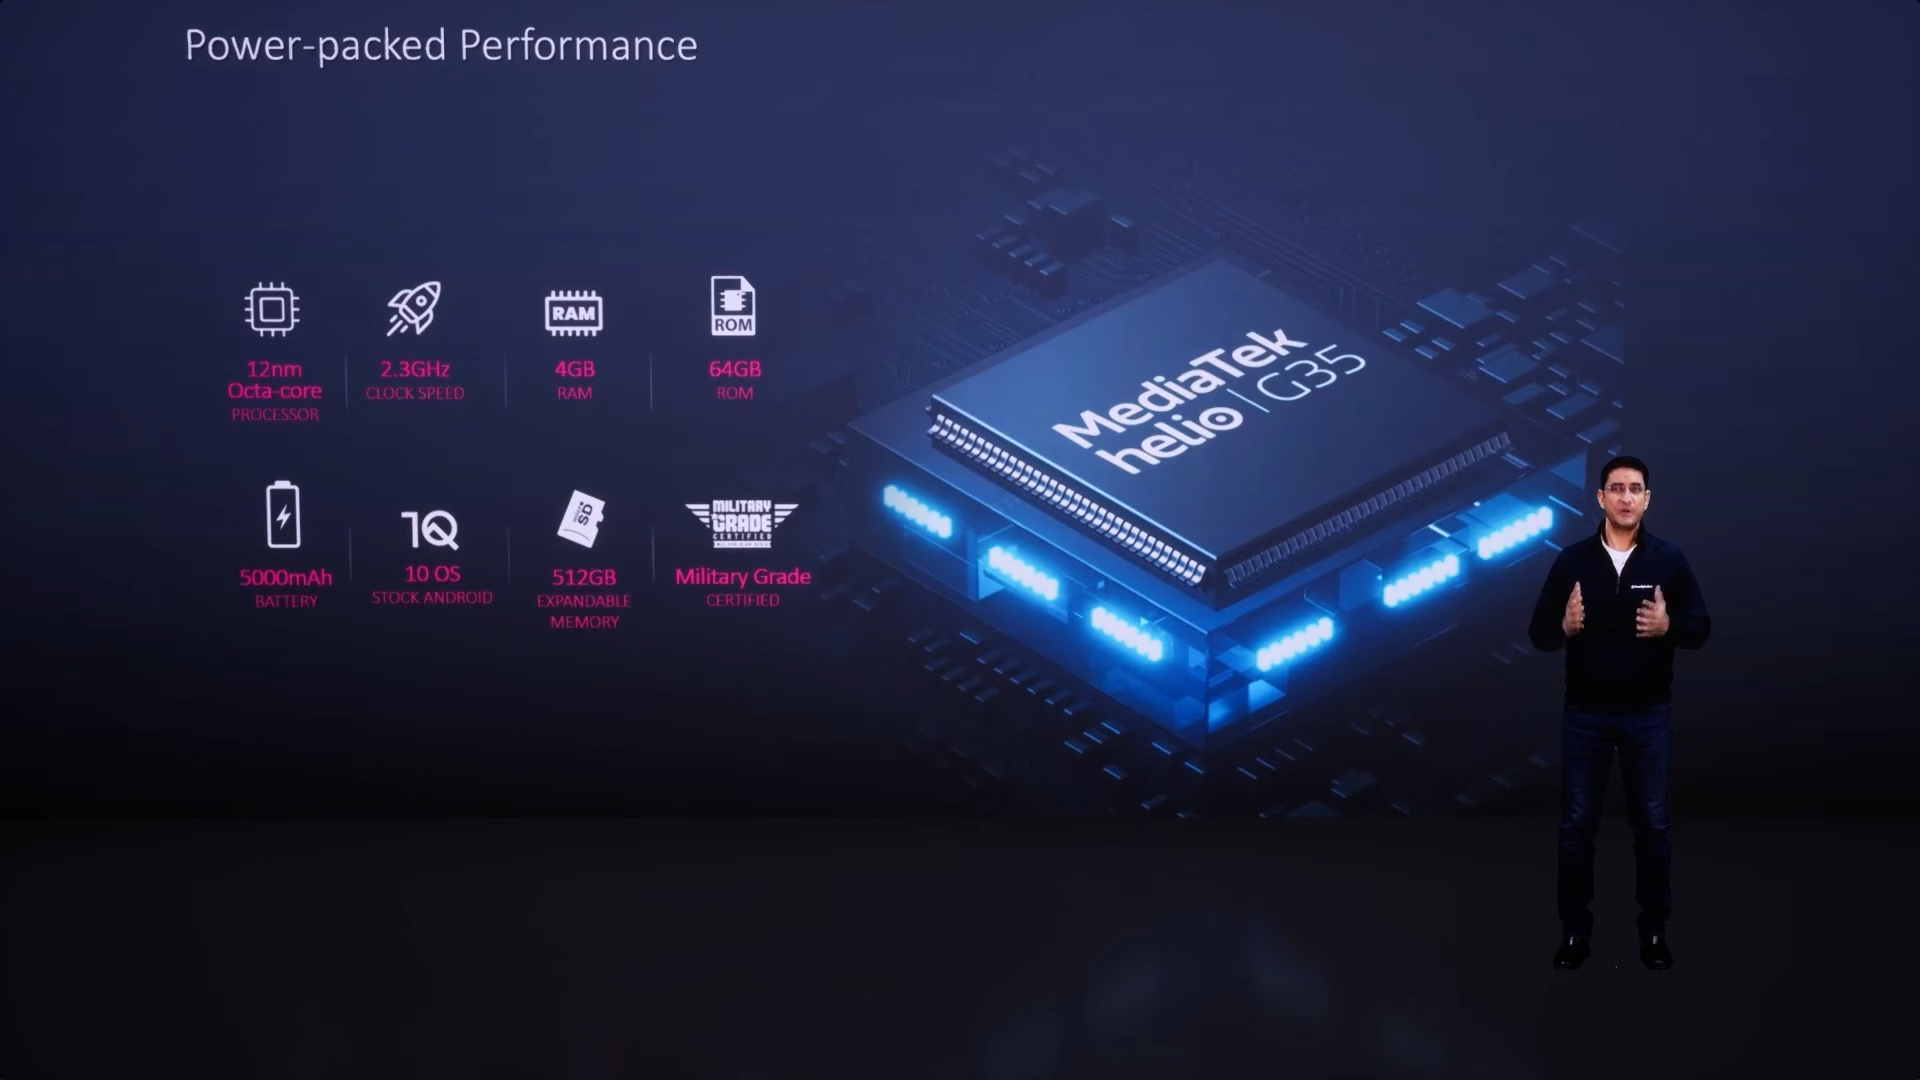 Power-packed Performance
RAM
ROM
12nm
Octa-core
PROCESSOR
2.3GHz
CLOCK SPEED
4GB
RAM
64GB
ROM
MediaTek
helio G35
SD
MILITARY
GRADE
CERTIFIED
5000mAh
BATTERY
10 OS
STOCK ANDROID
512GB
EXPANDABLE
MEMORY
Military Grade
CERTIFIED